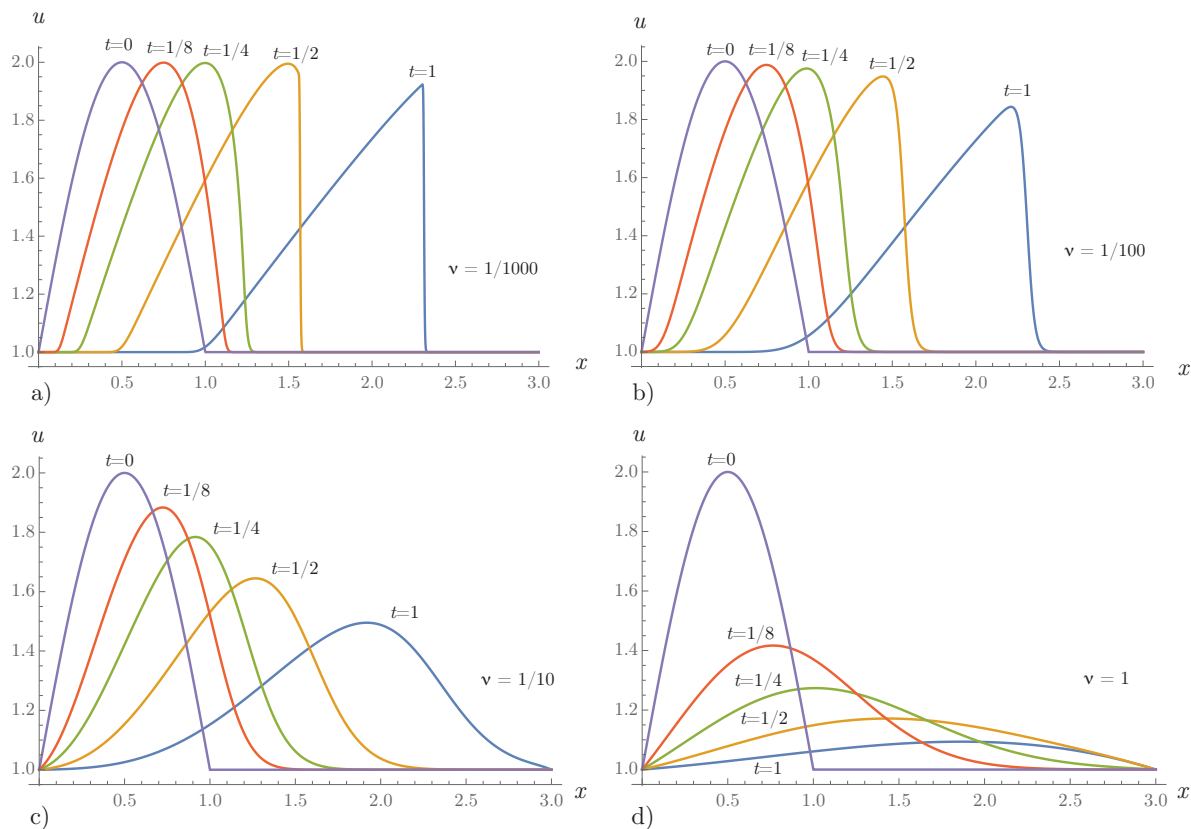 u
t=0
t=1/8
t=1/4
t=1/2
t=1
2.0
1.8
1.6
1.4
1.2
1.0
ν = 1/1000
0.5 1.0 1.5 2.0 2.5 3.0
x
a)
u
t=0
t=1/8
t=1/4
t=1/2
t=1
2.0
1.8
1.6
1.4
1.2
1.0
ν = 1/100
0.5 1.0 1.5 2.0 2.5 3.0
x
b)
u
t=0
t=1/8
t=1/4
t=1/2
t=1
2.0
1.8
1.6
1.4
1.2
1.0
ν = 1/10
0.5 1.0 1.5 2.0 2.5 3.0
x
c)
u
t=0
t=1/8
t=1/4
t=1/2
t=1
2.0
1.8
1.6
1.4
1.2
1.0
ν = 1
0.5 1.0 1.5 2.0 2.5 3.0
x
d)